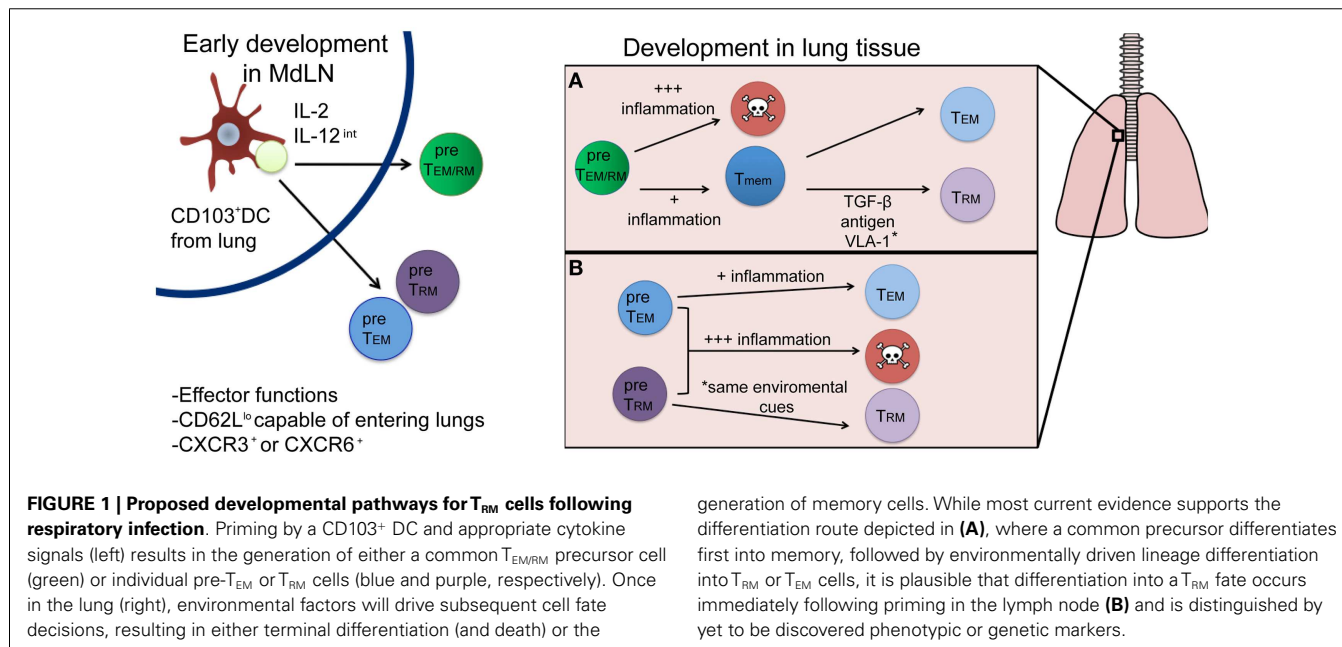 Early development
in MdLN
IL-2
IL-12 int
CD103+DC
from lung
pre
TEM/RM
pre
TRM
pre
TEM
-Effector functions
-CD62Llo capable of entering lungs
-CXCR3+ or CXCR6+
Development in lung tissue
A
+++
inflammation
pre
TEM/RM
+
inflammation
Tmem
TEM
TGF-β
antigen
VLA-1*
TRM
B
pre
TEM
+ inflammation
TEM
+++ inflammation
pre
TRM
*same enviromental
cues
TRM
FIGURE 1 | Proposed developmental pathways for TRM cells following
respiratory infection. Priming by a CD103+ DC and appropriate cytokine
signals (left) results in the generation of either a common TEM/RM precursor cell
(green) or individual pre-TEM or TRM cells (blue and purple, respectively). Once
in the lung (right), environmental factors will drive subsequent cell fate
decisions, resulting in either terminal differentiation (and death) or the
generation of memory cells. While most current evidence supports the
differentiation route depicted in (A), where a common precursor differentiates
first into memory, followed by environmentally driven lineage differentiation
into TRM or TEM cells, it is plausible that differentiation into a TRM fate occurs
immediately following priming in the lymph node (B) and is distinguished by
yet to be discovered phenotypic or genetic markers.